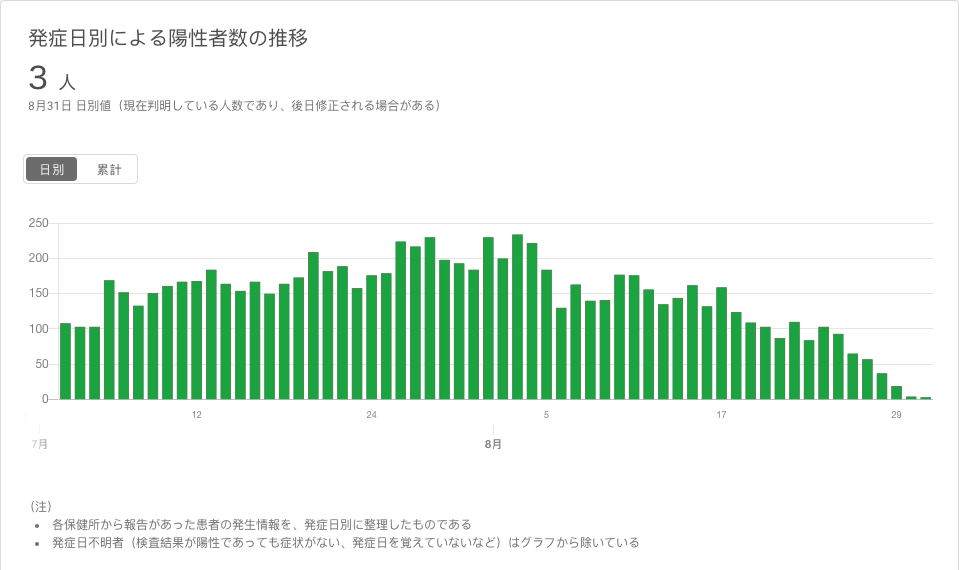 発症日別による陽性者数の推移
3 人
8月31日 日別値（現在判明している人数であり、後日修正される場合がある）
日別 累計
250
200
150
100
50
0
12 24 5 17 29
7月 8月
（注）
• 各保健所から報告があった患者の発生情報を、発症日別に整理したものである
• 発症日不明者（検査結果が陽性であっても症状がない、発症日を覚えていないなど）はグラフから除いている